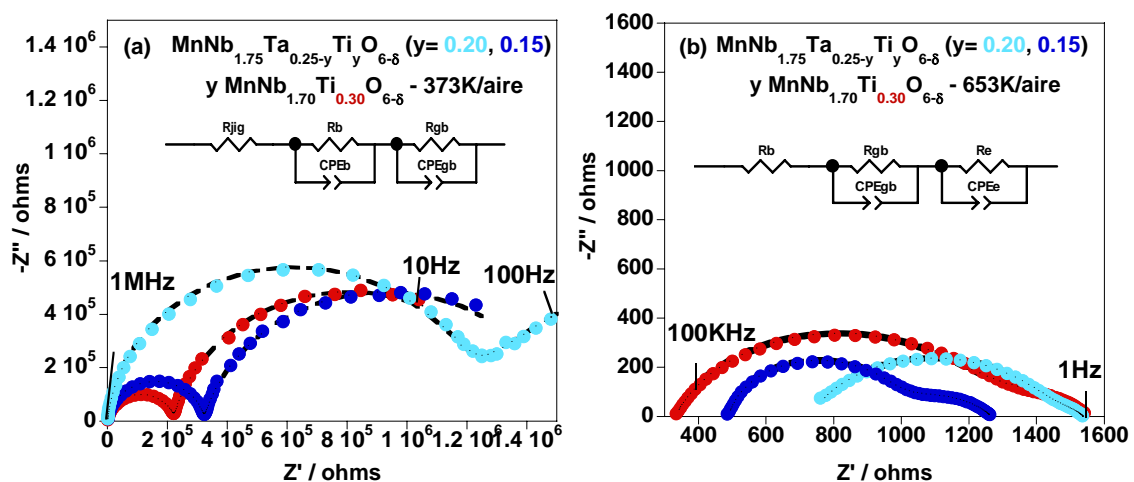 (a) MnNb1.75Ta0.25-yTiyO6-δ (y= 0.20, 0.15)
y MnNb1.70Ti0.30O6-δ - 373K/aire
Rjig Rb Rgb
CPEb CPEgb
1MHz
10Hz
100Hz
1.4 10^6
1.2 10^6
1 10^6
8 10^5
6 10^5
4 10^5
2 10^5
0
-Z" / ohms
0 2 10^5 4 10^5 6 10^5 8 10^5 1 10^6 1.2 10^6 1.4 10^6
Z' / ohms
(b) MnNb1.75Ta0.25-yTiyO6-δ (y= 0.20, 0.15)
y MnNb1.70Ti0.30O6-δ - 653K/aire
Rb Rgb Re
CPEgb CPEe
100KHz
1Hz
1600
1400
1200
1000
800
600
400
200
0
-Z" / ohms
400 600 800 1000 1200 1400 1600
Z' / ohms